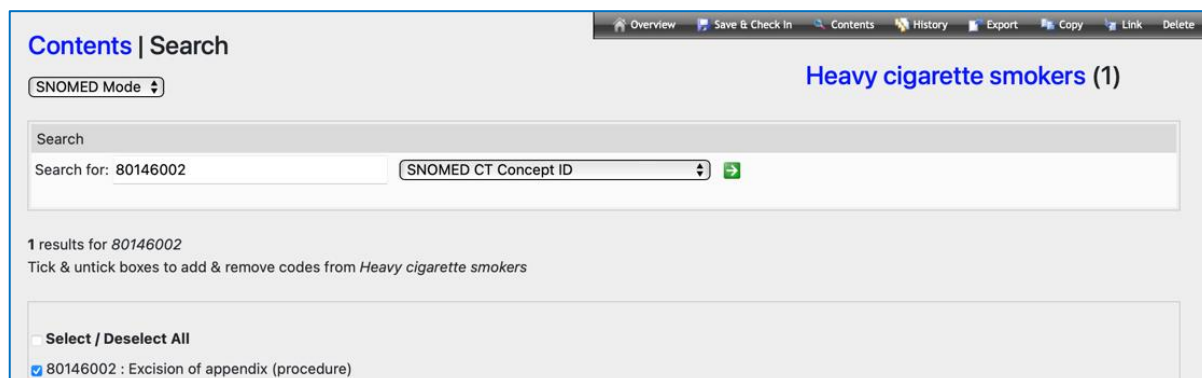 Overview Save & Check In Contents History Export Copy Link Delete
Contents | Search
SNOMED Mode
Heavy cigarette smokers (1)
Search
Search for: 80146002 SNOMED CT Concept ID
1 results for 80146002
Tick & untick boxes to add & remove codes from Heavy cigarette smokers
Select / Deselect All
80146002 : Excision of appendix (procedure)